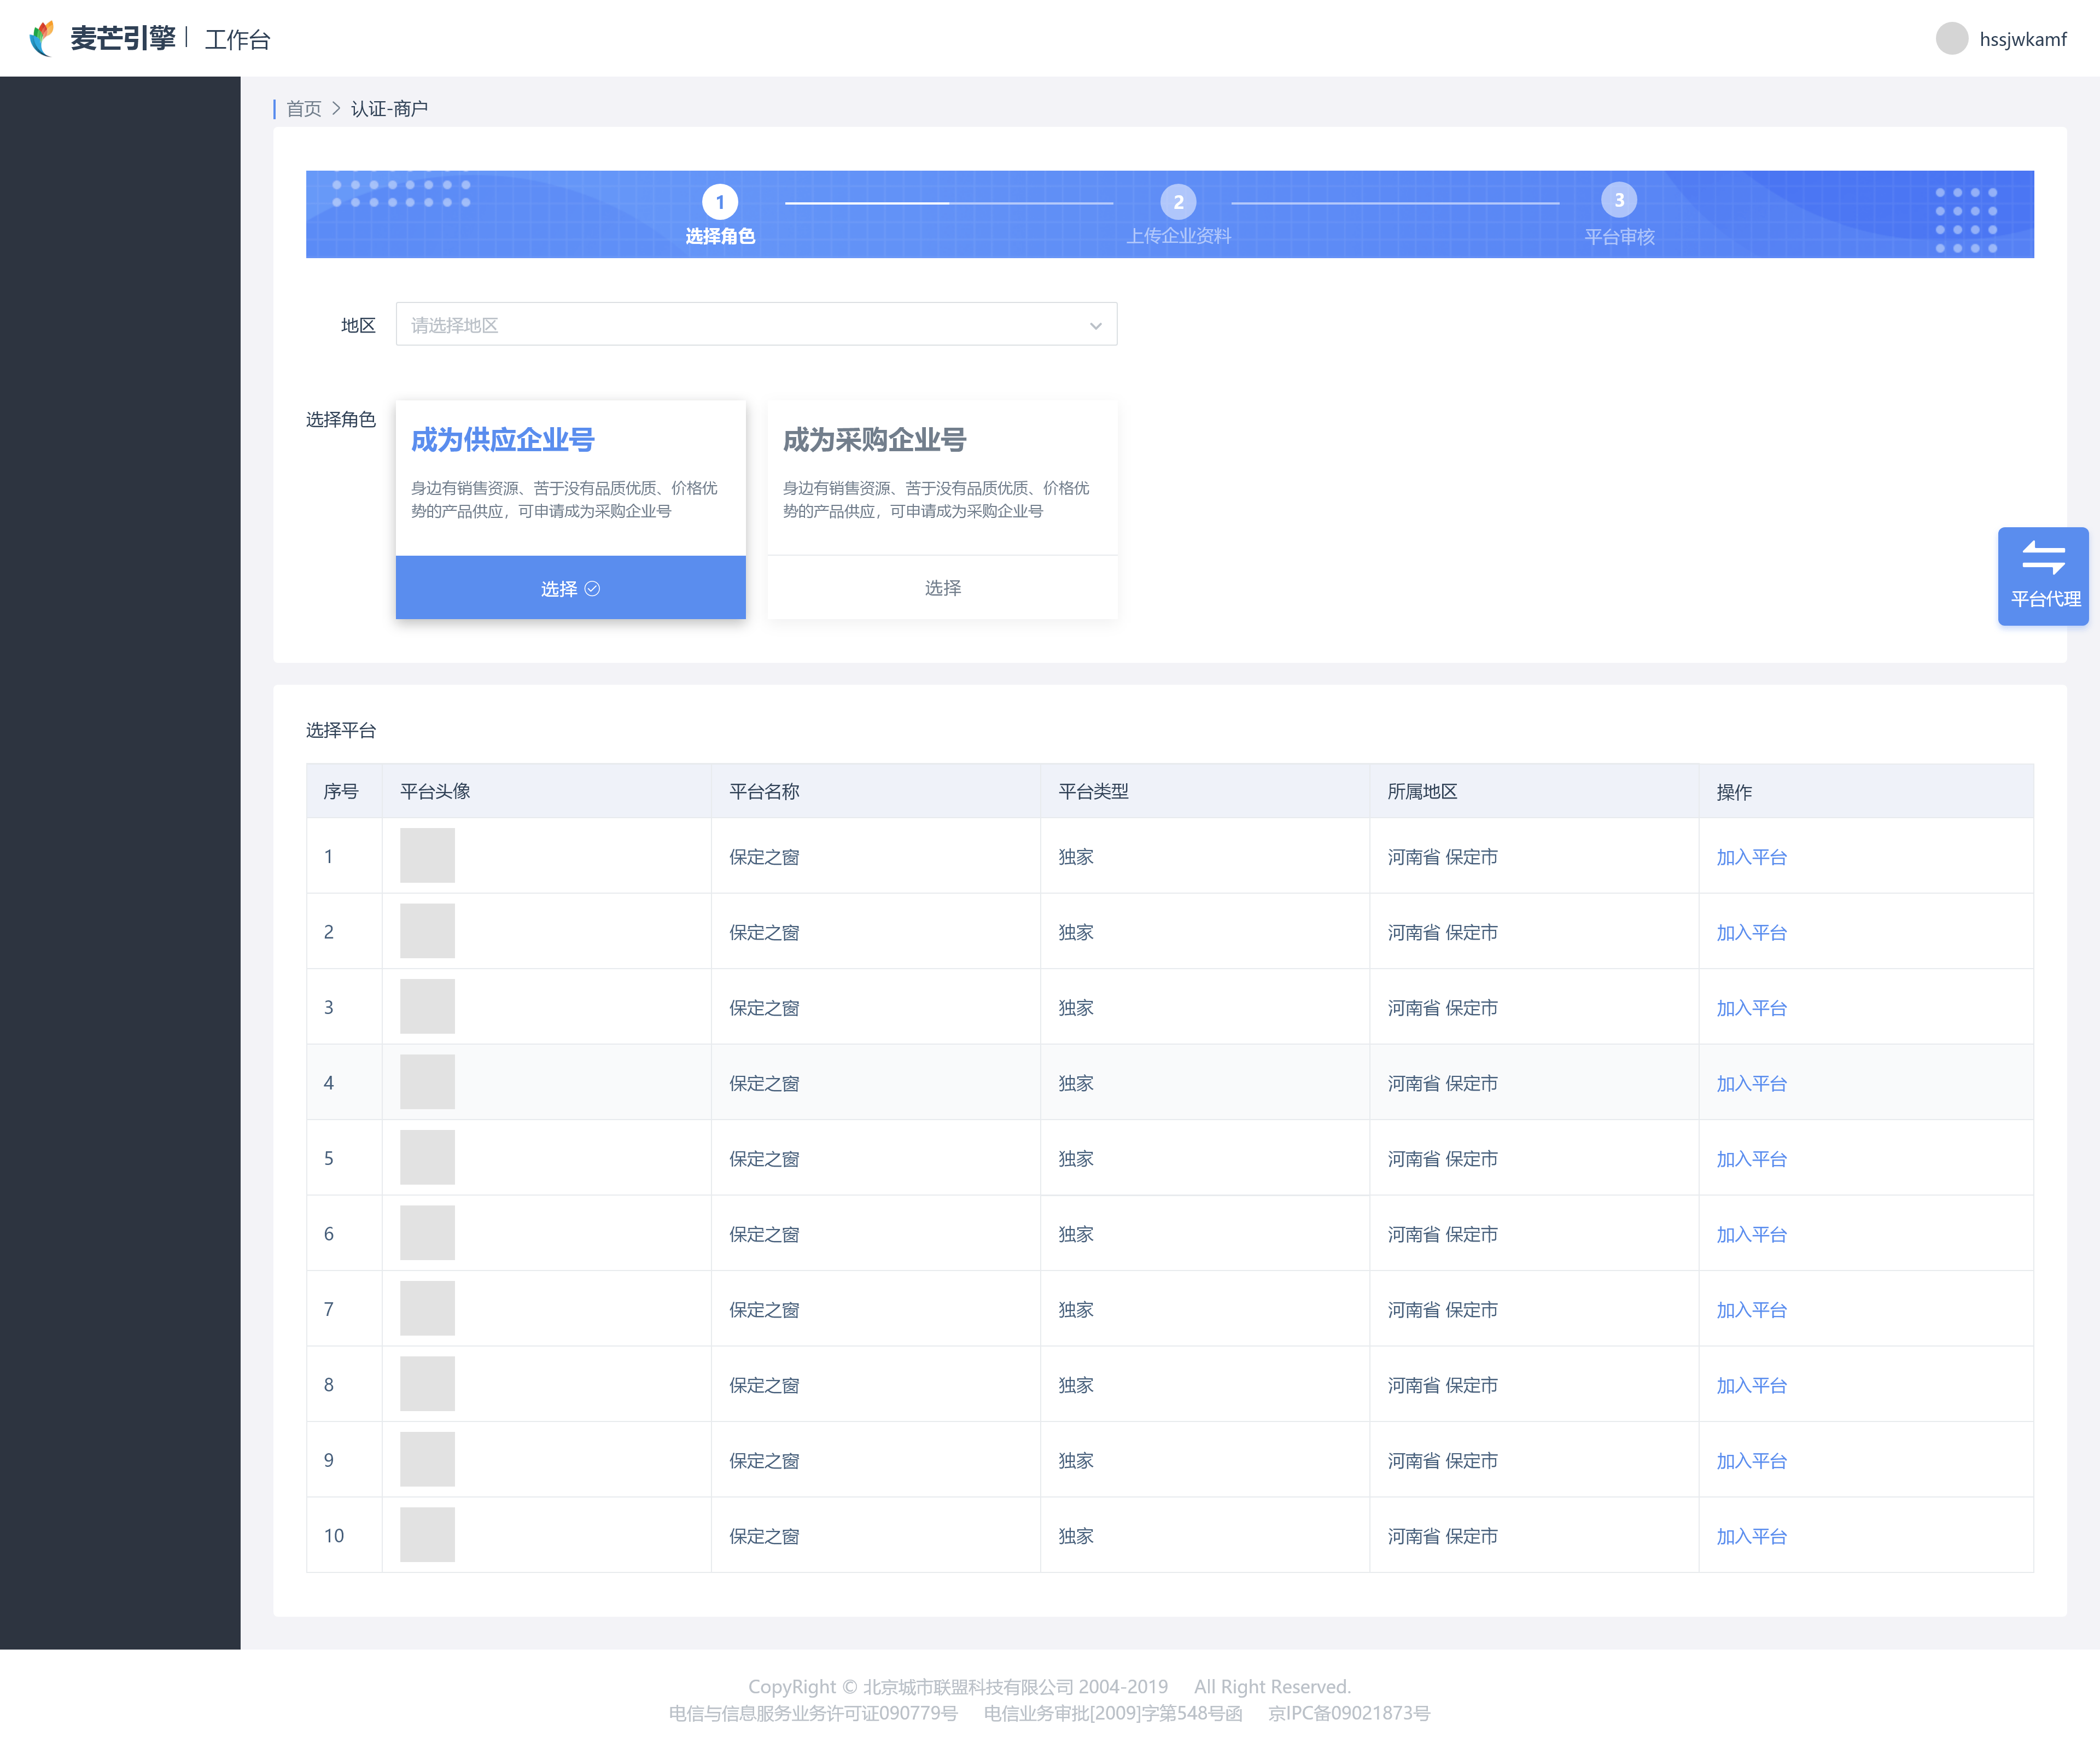 麦芒引擎 工作台 hssjwkamf
首页 > 认证-商户
1 2 3
选择角色 上传企业资料 平台审核
地区 请选择地区
选择角色
成为供应企业号 成为采购企业号
身边有销售资源、苦于没有品质优质、价格优 身边有销售资源、苦于没有品质优质、价格优
势的产品供应，可申请成为采购企业号 势的产品供应，可申请成为采购企业号
选择 选择
平台代理
选择平台
序号 平台头像 平台名称 平台类型 所属地区 操作
1 保定之窗 独家 河南省 保定市 加入平台
2 保定之窗 独家 河南省 保定市 加入平台
3 保定之窗 独家 河南省 保定市 加入平台
4 保定之窗 独家 河南省 保定市 加入平台
5 保定之窗 独家 河南省 保定市 加入平台
6 保定之窗 独家 河南省 保定市 加入平台
7 保定之窗 独家 河南省 保定市 加入平台
8 保定之窗 独家 河南省 保定市 加入平台
9 保定之窗 独家 河南省 保定市 加入平台
10 保定之窗 独家 河南省 保定市 加入平台
CopyRight © 北京城市联盟科技有限公司 2004-2019 All Right Reserved.
电信与信息服务业务许可证090779号 电信业务审批[2009]字第548号函 京IPC备09021873号